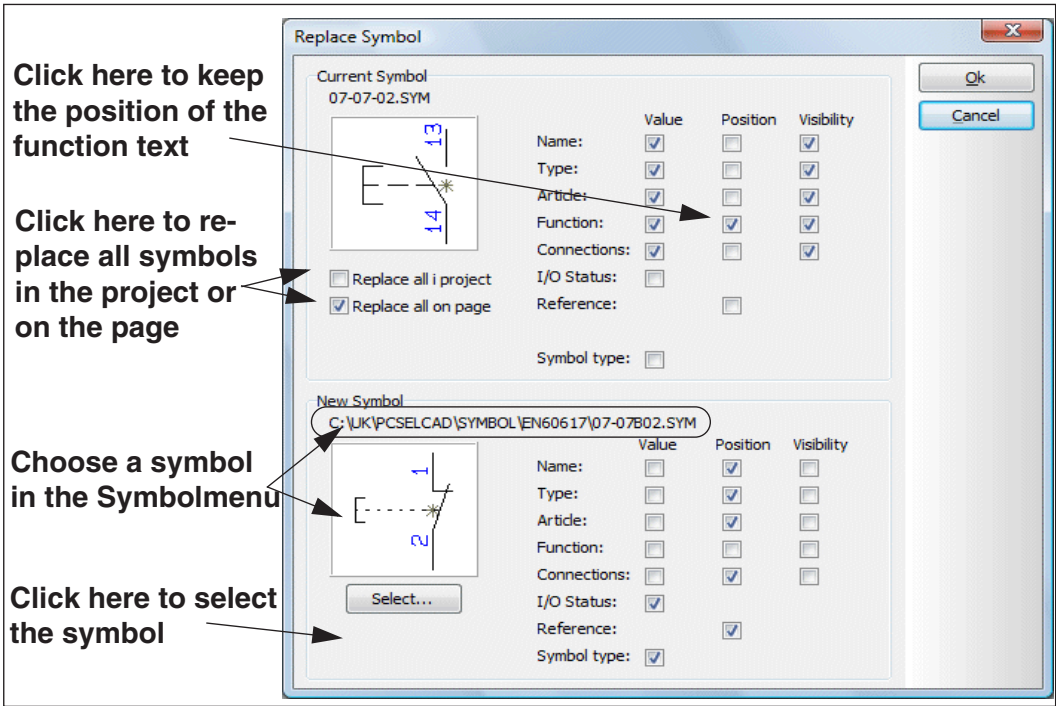 Replace Symbol
Click here to keep
the position of the
function text
Click here to re-
place all symbols
in the project or
on the page
Choose a symbol
in the Symbolmenu
Click here to select
the symbol
Current Symbol
07-07-02.SYM
13
14
Replace all i project
Replace all on page
Value Position Visibility
Name:
Type:
Article:
Function:
Connections:
I/O Status:
Reference:
Symbol type:
Ok
Cancel
New Symbol
C:\UK\PCSELCAD\SYMBOL\EN60617\07-07B02.SYM
1
2
Select...
Value Position Visibility
Name:
Type:
Article:
Function:
Connections:
I/O Status:
Reference:
Symbol type: